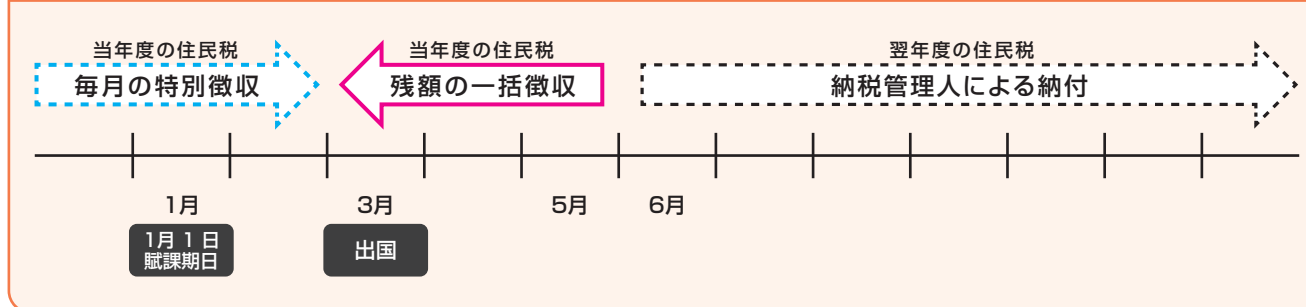 当年度の住民税
毎月の特別徴収
当年度の住民税
残額の一括徴収
翌年度の住民税
納税管理人による納付
1月
3月
5月
6月
1月1日
賦課期日
出国